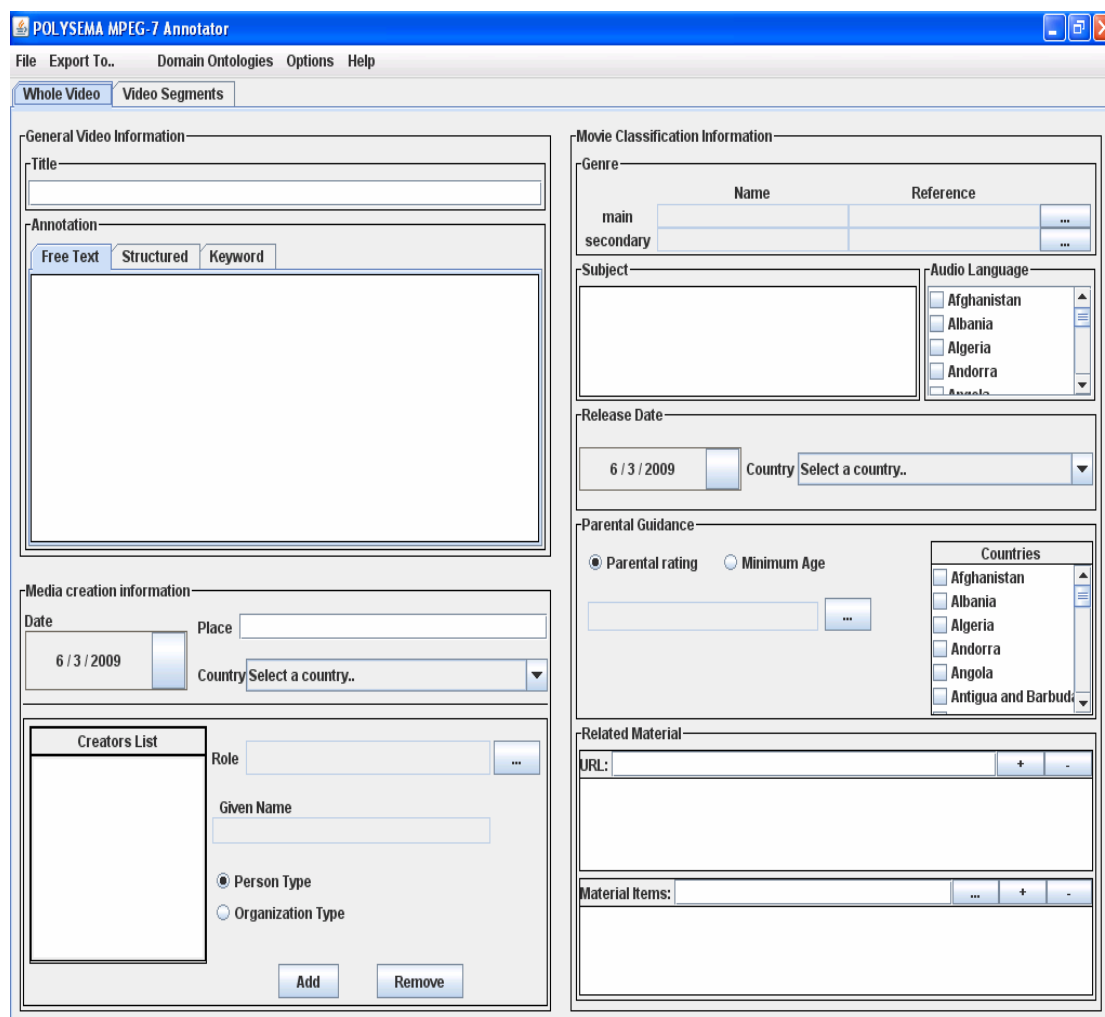 POLYSEMA MPEG-7 Annotator
File Export To.. Domain Ontologies Options Help
Whole Video Video Segments
General Video Information
Title
Annotation
Free Text Structured Keyword
Media creation information
Date
6 / 3 / 2009
Place
Country Select a country..
Creators List
Role ...
Given Name
Person Type
Organization Type
Add Remove
Movie Classification Information
Genre
Name Reference
main ...
secondary ...
Subject
Audio Language
Afghanistan
Albania
Algeria
Andorra
Angola
Release Date
6 / 3 / 2009 Country Select a country..
Parental Guidance
Parental rating Minimum Age
...
Countries
Afghanistan
Albania
Algeria
Andorra
Angola
Antigua and Barbuda
Related Material
URL: + -
Material Items: ... + -